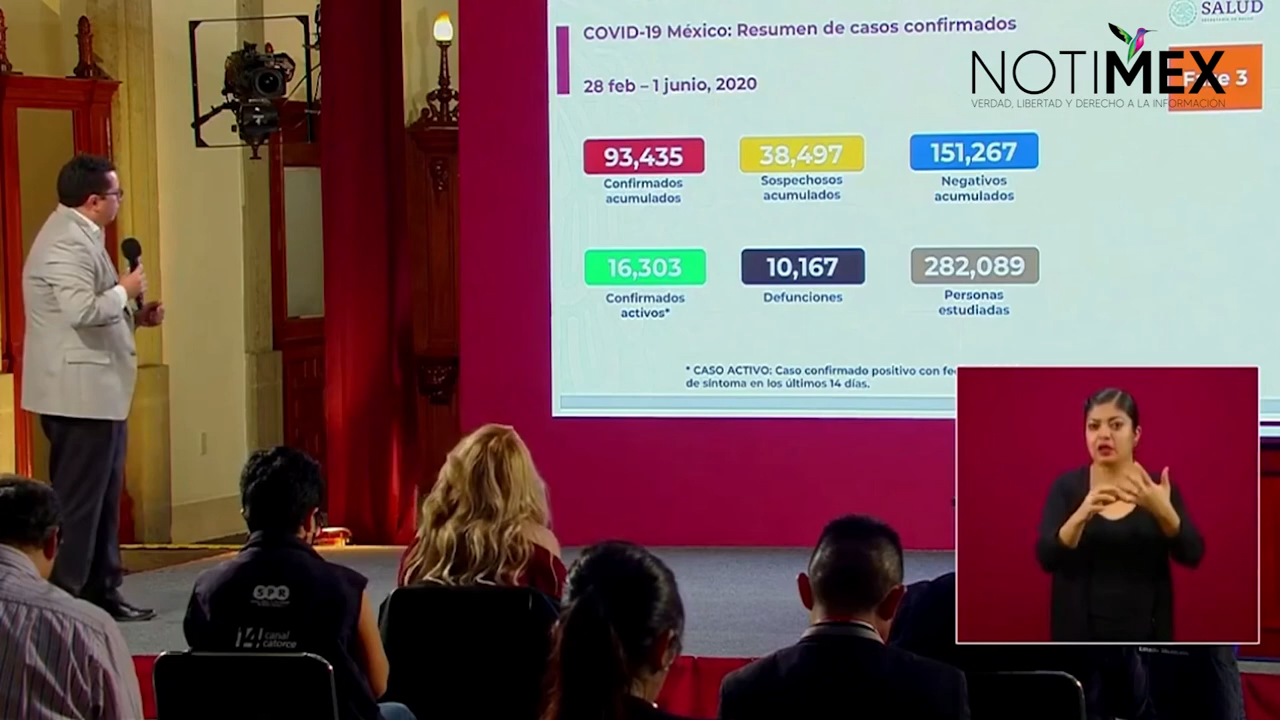 SALUD
COVID-19 México: Resumen de casos confirmados
NOTIMEX
VERDAD, LIBERTAD Y DERECHO A LA INFORMACIÓN
28 feb – 1 junio, 2020
93,435
Confirmados
acumulados
38,497
Sospechosos
acumulados
151,267
Negativos
acumulados
16,303
Confirmados
activos*
10,167
Defunciones
282,089
Personas
estudiadas
* CASO ACTIVO: Caso confirmado positivo con
de síntoma en los últimos 14 días.
SPR
14 canal
catorce